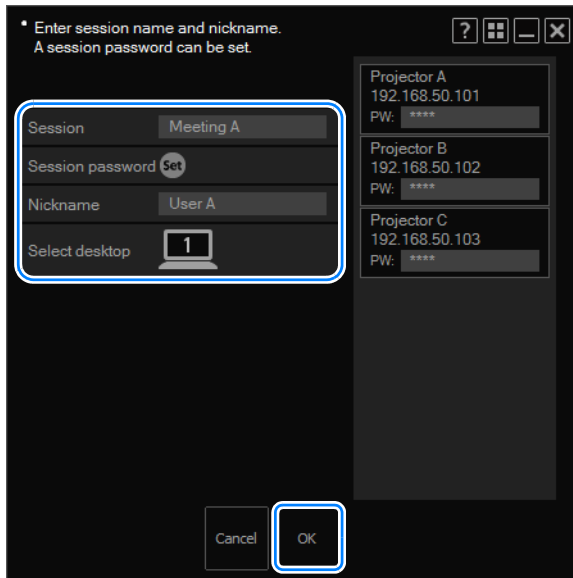 • Enter session name and nickname.
A session password can be set.
?
Session Meeting A
Session password Set
Nickname User A
Select desktop 1
Projector A
192.168.50.101
PW: ****
Projector B
192.168.50.102
PW: ****
Projector C
192.168.50.103
PW: ****
Cancel OK